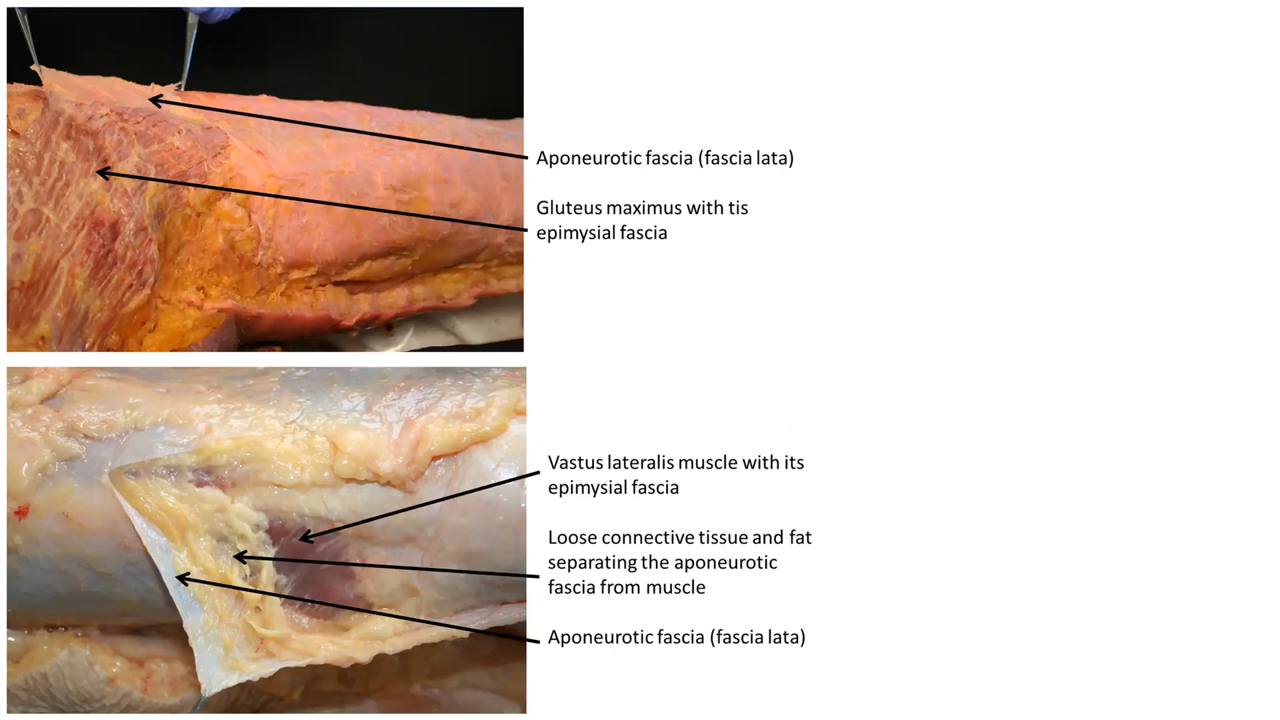 Aponeurotic fascia (fascia lata)
Gluteus maximus with tis
epimysial fascia
Vastus lateralis muscle with its
epimysial fascia
Loose connective tissue and fat
separating the aponeurotic
fascia from muscle
Aponeurotic fascia (fascia lata)